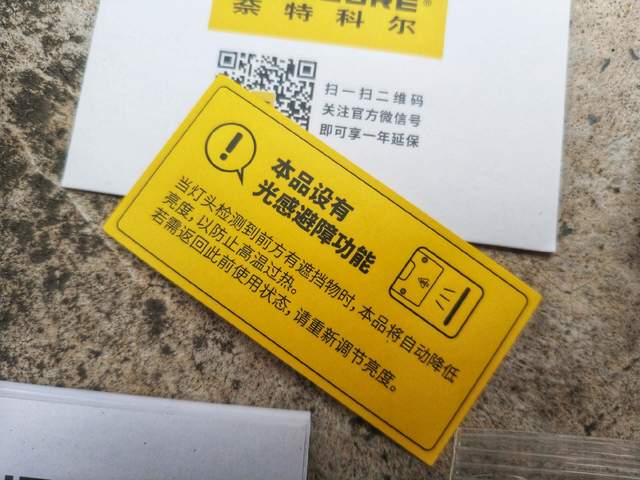 奈特科尔
扫一扫二维码
关注官方微信号
即可享一年延保
本品设有
光感避障功能
当灯头检测到前方有遮挡物时，本品将自动降低
亮度，以防止高温过热。
若需返回此前使用状态，请重新调节亮度。